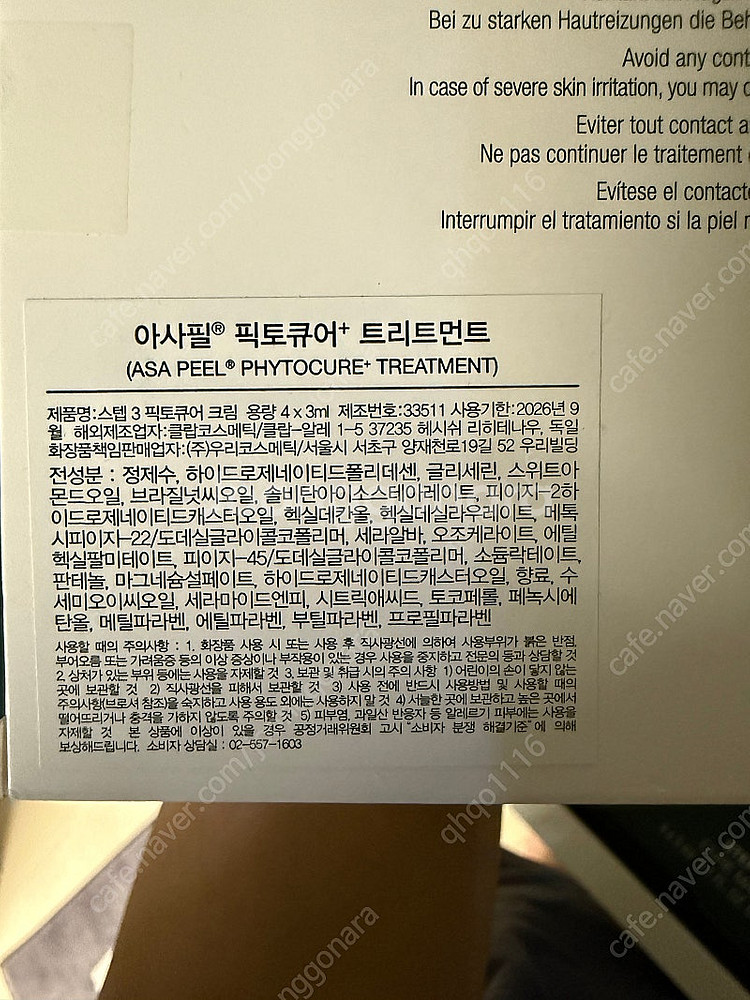 Bei zu starken Hautreizungen die Beh
Avoid any cont
In case of severe skin irritation, you may
Eviter tout contact a
Ne pas continuer le traitement
Evítese el contacto
Interrumpir el tratamiento si la piel
아사필® 픽토큐어+ 트리트먼트
(ASA PEEL® PHYTOCURE+ TREATMENT)
제품명:스텝 3 픽토큐어 크림 용량 4 x 3ml 제조번호:33511 사용기한:2026년 9
월 해외제조업자:클랍코스메틱/클랍-알레 1-5 37235 헤시쉬 리히테나우, 독일
화장품책임판매업자:(주)우리코스메틱/서울시 서초구 양재천로19길 52 우리빌딩
전성분 : 정제수, 하이드로제네이티드폴리데센, 글리세린, 스위트아
몬드오일, 브라질넛씨오일, 솔비탄아이소스테아레이트, 피이지-2하
이드로제네이티드캐스터오일, 헥실데칸올, 헥실데실라우레이트, 메톡
시피이지-22/도데실글라이콜코폴리머, 세라알바, 오조케라이트, 에틸
헥실팔미테이트, 피이지-45/도데실글라이콜코폴리머, 소듐락테이트,
판테놀, 마그네슘설페이트, 하이드로제네이티드캐스터오일, 향료, 수
세미오이씨오일, 세라마이드엔피, 시트릭애씨드, 토코페롤, 페녹시에
탄올, 메틸파라벤, 에틸파라벤, 부틸파라벤, 프로필파라벤
사용할 때의 주의사항 : 1. 화장품 사용 시 또는 사용 후 직사광선에 의하여 사용부위가 붉은 반점,
부어오름 또는 가려움증 등의 이상 증상이나 부작용이 있는 경우 사용을 중지하고 전문의 등과 상담할 것
2. 상처가 있는 부위 등에는 사용을 자제할 것 3. 보관 및 취급 시의 주의 사항 1) 어린이의 손이 닿지 않는
곳에 보관할 것 2) 직사광선을 피해서 보관할 것 3) 사용 전에 반드시 사용방법 및 사용할 때의
주의사항(브로셔 참조)을 숙지하고 사용 용도 외에는 사용하지 말 것 4) 서늘한 곳에 보관하고 높은 곳에서
떨어드리거나 충격을 가하지 않도록 주의할 것 5) 피부염, 과일산 반응자 등 알레르기 피부에는 사용을
자제할 것 본 상품에 이상이 있을 경우 공정거래위원회 고시 "소비자 분쟁 해결기준" 에 의해
보상해드립니다. 소비자 상담실 : 02-557-1603
cafe.naver.com/joonggonara
qhqo1116
cafe.naver.com/joonggonara
qhqo1116
cafe.naver.co
cafe.naver.co
cafe.naver.co
joonggonara